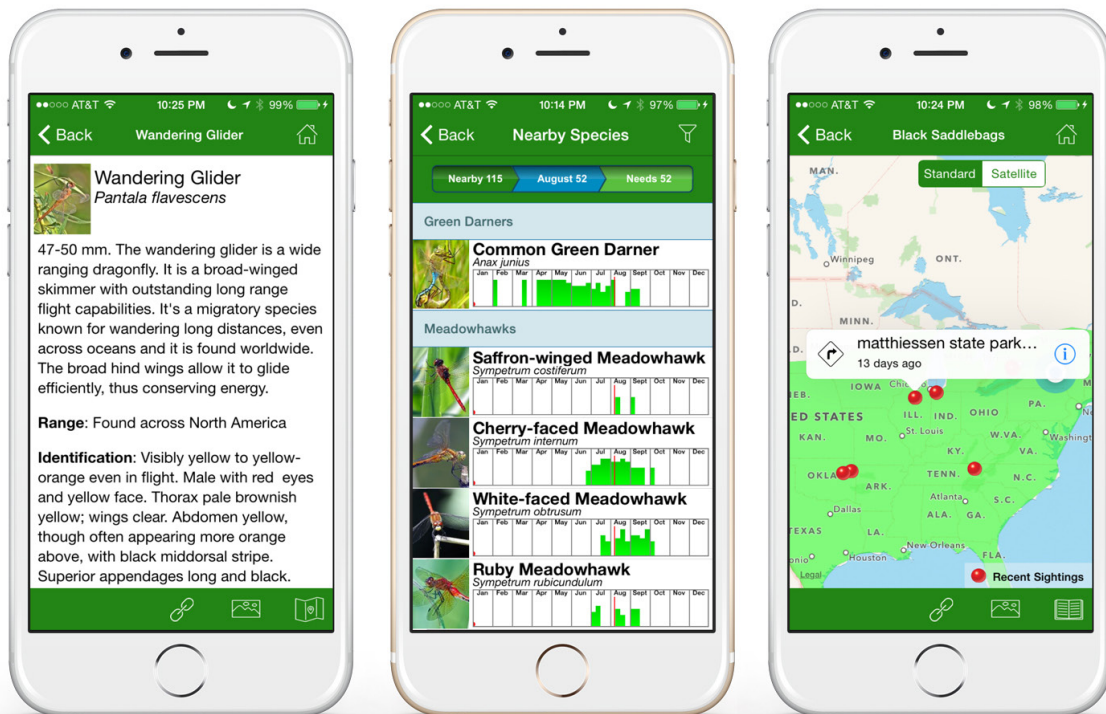 AT&T 10:25 PM 99%
Back Wandering Glider
Wandering Glider
Pantala flavescens
47-50 mm. The wandering glider is a wide
ranging dragonfly. It is a broad-winged
skimmer with outstanding long range
flight capabilities. It's a migratory species
known for wandering long distances, even
across oceans and it is found worldwide.
The broad hind wings allow it to glide
efficiently, thus conserving energy.
Range: Found across North America
Identification: Visibly yellow to yellow-
orange even in flight. Male with red eyes
and yellow face. Thorax pale brownish
yellow; wings clear. Abdomen yellow,
though often appearing more orange
above, with black middorsal stripe.
Superior appendages long and black.
AT&T 10:14 PM 97%
Back Nearby Species
Nearby 115 August 52 Needs 52
Green Darners
Common Green Darner
Anax junius
Jan Feb Mar Apr May Jun Jul Aug Sept Oct Nov Dec
Meadowhawks
Saffron-winged Meadowhawk
Sympetrum costiferum
Jan Feb Mar Apr May Jun Jul Aug Sept Oct Nov Dec
Cherry-faced Meadowhawk
Sympetrum internum
Jan Feb Mar Apr May Jun Jul Aug Sept Oct Nov Dec
White-faced Meadowhawk
Sympetrum obtrusum
Jan Feb Mar Apr May Jun Jul Aug Sept Oct Nov Dec
Ruby Meadowhawk
Sympetrum rubicundulum
Jan Feb Mar Apr May Jun Jul Aug Sept Oct Nov Dec
AT&T 10:24 PM 98%
Back Black Saddlebags
MAN.
Standard Satellite
Winnipeg ONT.
D.
MINN.
matthiessen state park...
13 days ago
D.
IOWA
NEB.
PA.
ED STATES ILL. IND. OHIO
KAN. MO. St. Louis W.VA. Washingt
KY. VA.
OKLA TENN. N.C.
ARK.
Atlanta S.C.
Dallas ALA. GA.
TEXAS LA.
onio Houston New Orleans
FLA.
Legal Recent Sightings